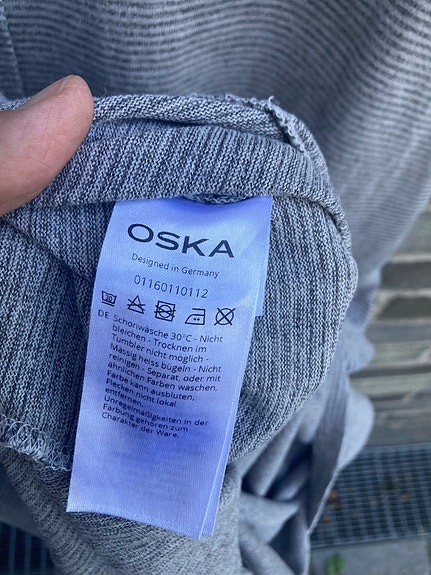 OSKA
Designed in Germany
01160110112
DE Schonwäsche 30°C - Nicht
bleichen - Trocknen im
Tumbler nicht möglich -
Mässig heiss bügeln - Nicht
reinigen - Separat, oder mit
ähnlichen Farben waschen,
Farbe kann ausbluten,
Flecken nicht lokal
entfernen.
Unregelmäßigkeiten in der
Färbung gehören zum
Charakter der Ware.